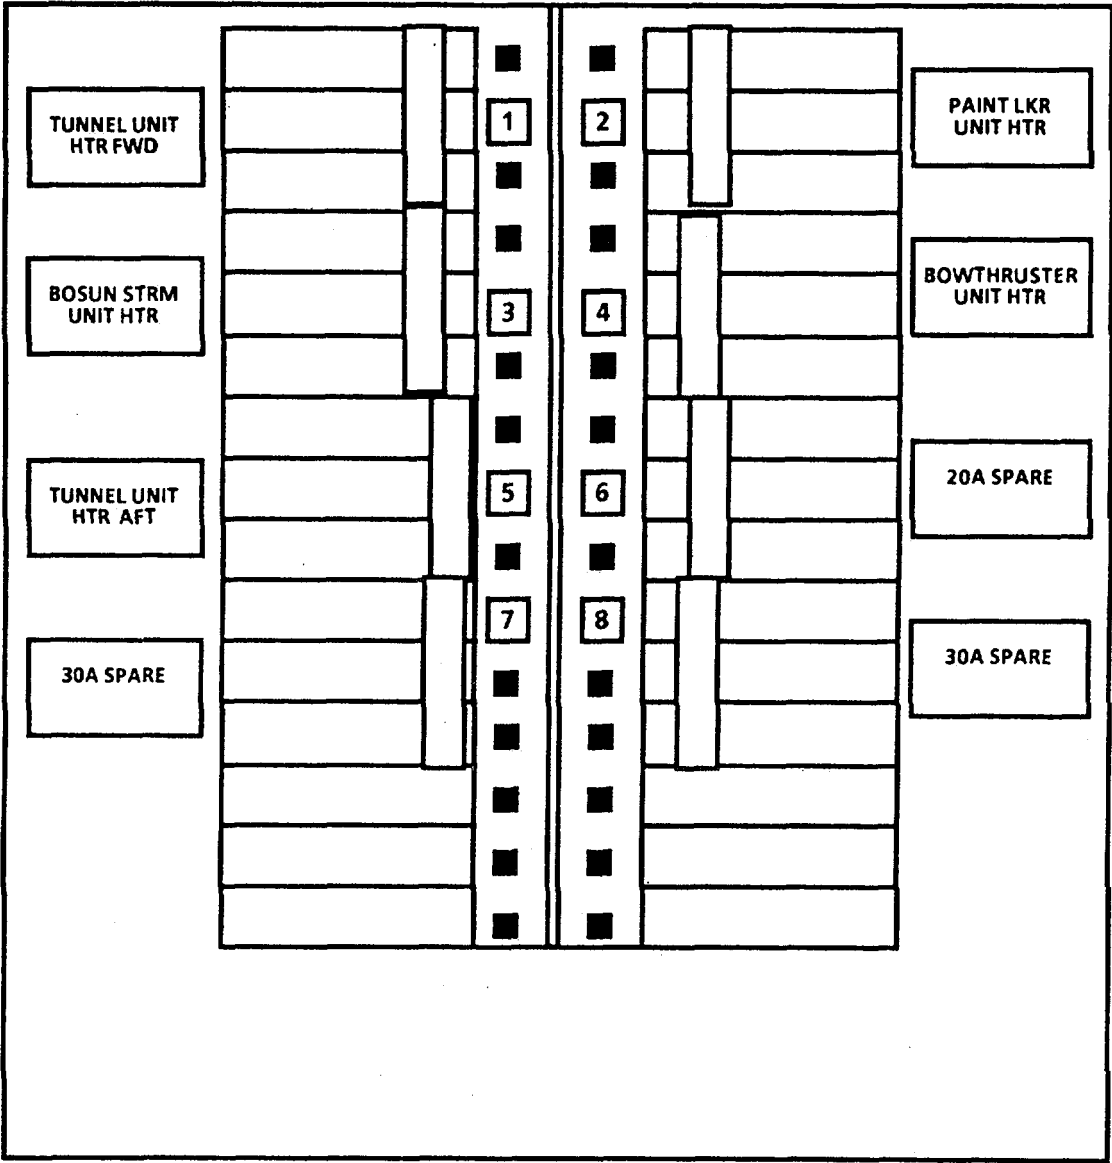 TUNNEL UNIT
HTR FWD
1
2
PAINT LKR
UNIT HTR
BOSUN STRM
UNIT HTR
3
4
BOWTHRUSTER
UNIT HTR
TUNNEL UNIT
HTR AFT
5
6
20A SPARE
7
8
30A SPARE
30A SPARE